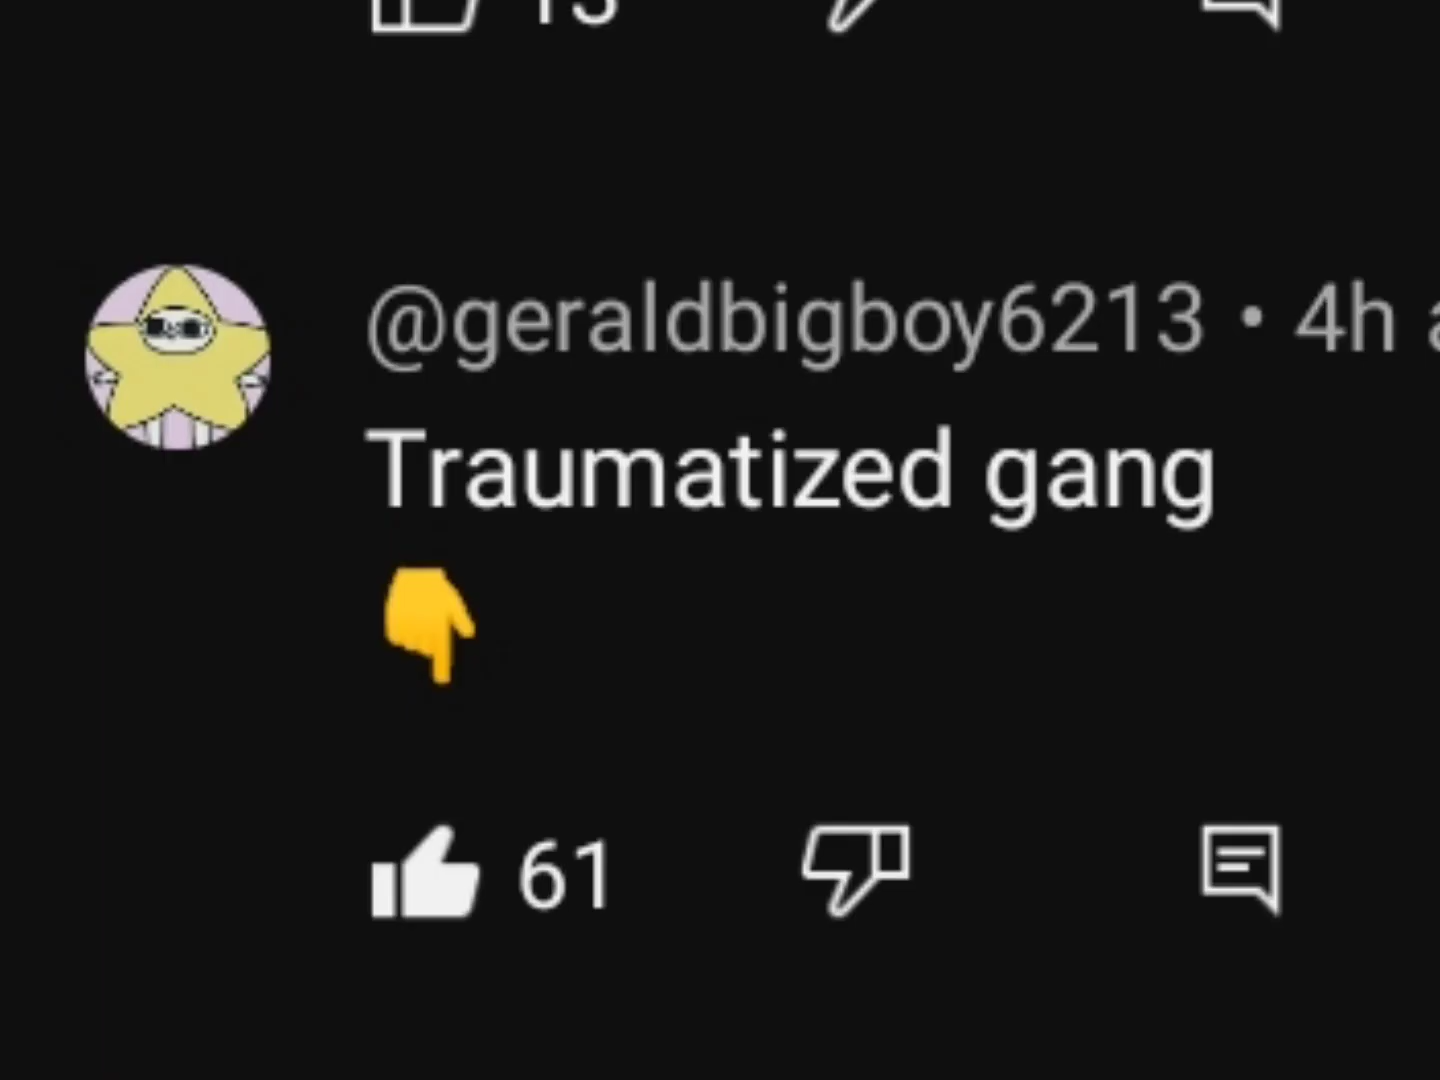 @geraldbigboy6213 • 4h
Traumatized gang
👇
61